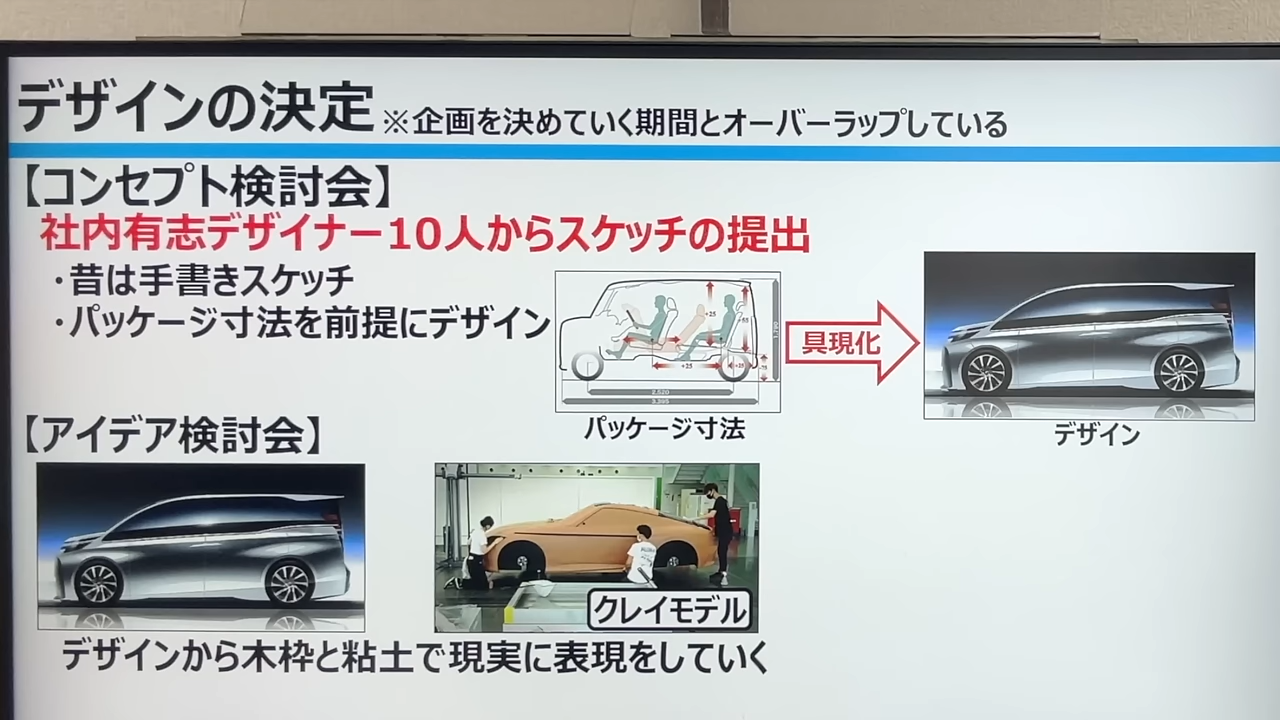 デザインの決定 ※企画を決めていく期間とオーバーラップしている
【コンセプト検討会】
社内有志デザイナー10人からスケッチの提出
・昔は手書きスケッチ
・パッケージ寸法を前提にデザイン
+25
+25
2,520
3,395
パッケージ寸法
具現化
デザイン
【アイデア検討会】
クレイモデル
デザインから木枠と粘土で現実に表現をしていく